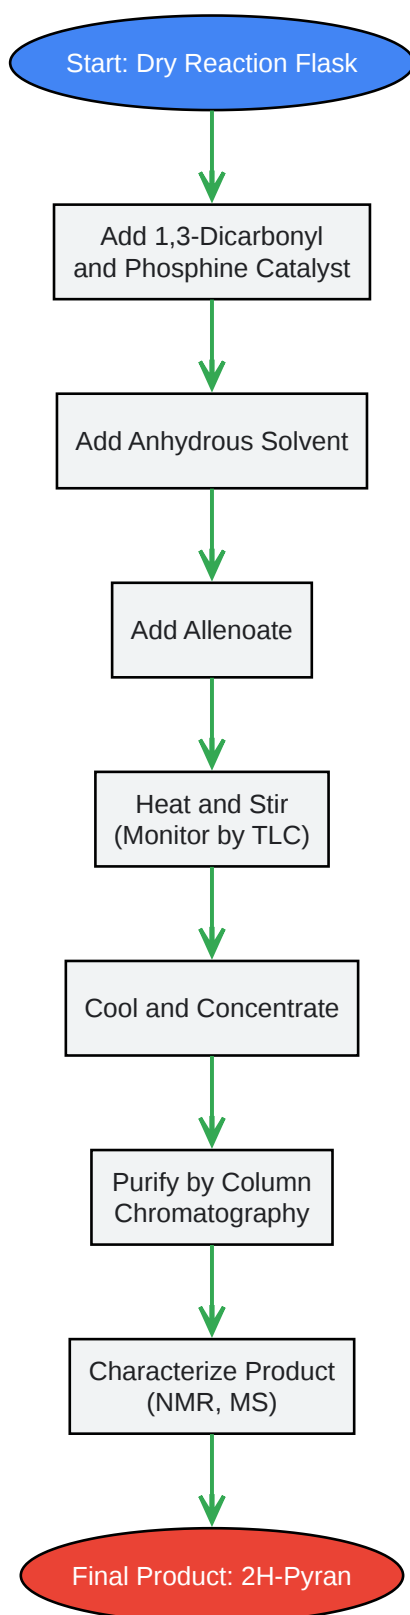 Start: Dry Reaction Flask
Add 1,3-Dicarbonyl
and Phosphine Catalyst
Add Anhydrous Solvent
Add Allenoate
Heat and Stir
(Monitor by TLC)
Cool and Concentrate
Purify by Column
Chromatography
Characterize Product
(NMR, MS)
Final Product: 2H-Pyran